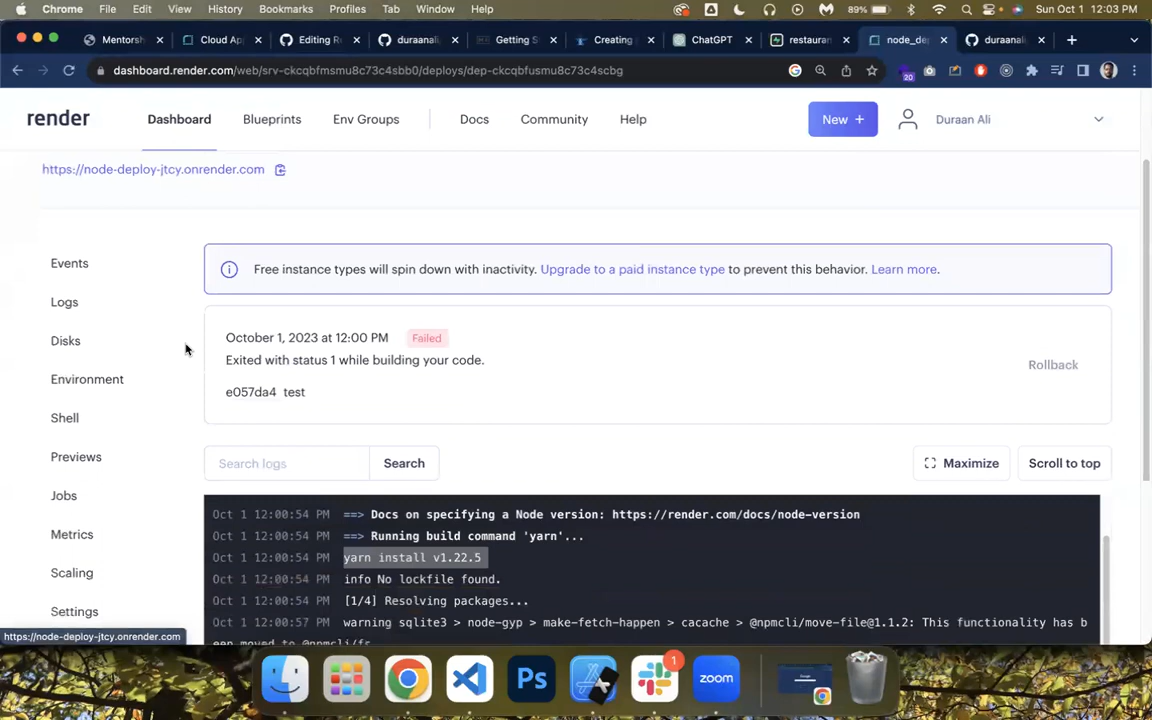 Chrome File Edit View History Bookmarks Profiles Tab Window Help 89% Sun Oct 1 12:03 PM
Mentorsh Cloud Ap Editing R duraanali Getting S Creating ChatGPT restauran node_de duraanali
dashboard.render.com/web/srv-ckcqbfmsmu8c73c4sbb0/deploys/dep-ckcqbfusmu8c73c4scbg 20
render Dashboard Blueprints Env Groups Docs Community Help New + Duraan Ali
https://node-deploy-jtcy.onrender.com
Events
Logs
Disks
Environment
Shell
Previews
Jobs
Metrics
Scaling
Settings
Free instance types will spin down with inactivity. Upgrade to a paid instance type to prevent this behavior. Learn more.
October 1, 2023 at 12:00 PM Failed
Exited with status 1 while building your code.
Rollback
e057da4 test
Search logs Search Maximize Scroll to top
Oct 1 12:00:54 PM ==> Docs on specifying a Node version: https://render.com/docs/node-version
Oct 1 12:00:54 PM ==> Running build command 'yarn'...
Oct 1 12:00:54 PM yarn install v1.22.5
Oct 1 12:00:54 PM info No lockfile found.
Oct 1 12:00:54 PM [1/4] Resolving packages...
Oct 1 12:00:57 PM warning sqlite3 > node-gyp > make-fetch-happen > cacache > @npmcli/move-file@1.1.2: This functionality has b
een moved to @npmcli/fs
https://node-deploy-jtcy.onrender.com
Ps 1 zoom